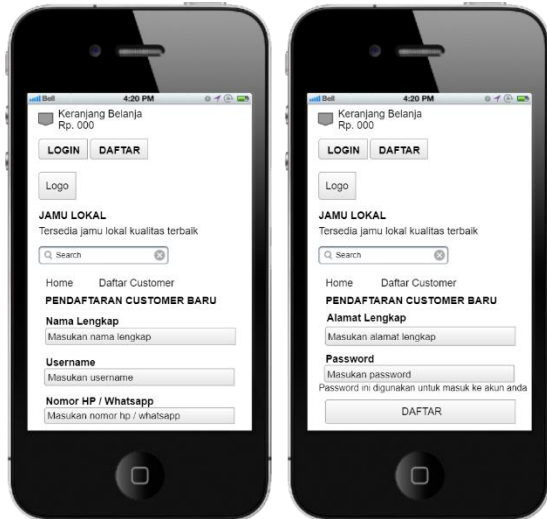 Bell 4:20 PM
Keranjang Belanja
Rp. 000
LOGIN DAFTAR
Logo
JAMU LOKAL
Tersedia jamu lokal kualitas terbaik
Search
Home Daftar Customer
PENDAFTARAN CUSTOMER BARU
Nama Lengkap
Masukan nama lengkap
Username
Masukan username
Nomor HP / Whatsapp
Masukan nomor hp / whatsapp
Bell 4:20 PM
Keranjang Belanja
Rp. 000
LOGIN DAFTAR
Logo
JAMU LOKAL
Tersedia jamu lokal kualitas terbaik
Search
Home Daftar Customer
PENDAFTARAN CUSTOMER BARU
Alamat Lengkap
Masukan alamat lengkap
Password
Masukan password
Password ini digunakan untuk masuk ke akun anda
DAFTAR